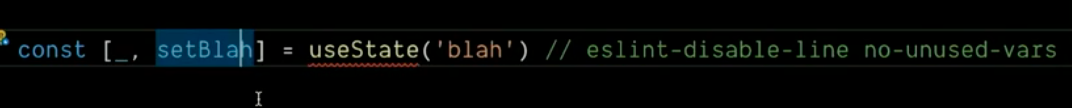 const [_, setBlah] = useState('blah') // eslint-disable-line no-unused-vars